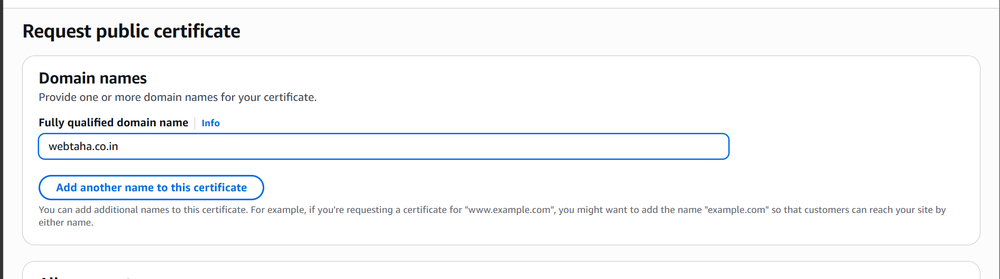 Request public certificate
Domain names
Provide one or more domain names for your certificate.
Fully qualified domain name Info
webtaha.co.in
Add another name to this certificate
You can add additional names to this certificate. For example, if you're requesting a certificate for "www.example.com", you might want to add the name "example.com" so that customers can reach your site by
either name.